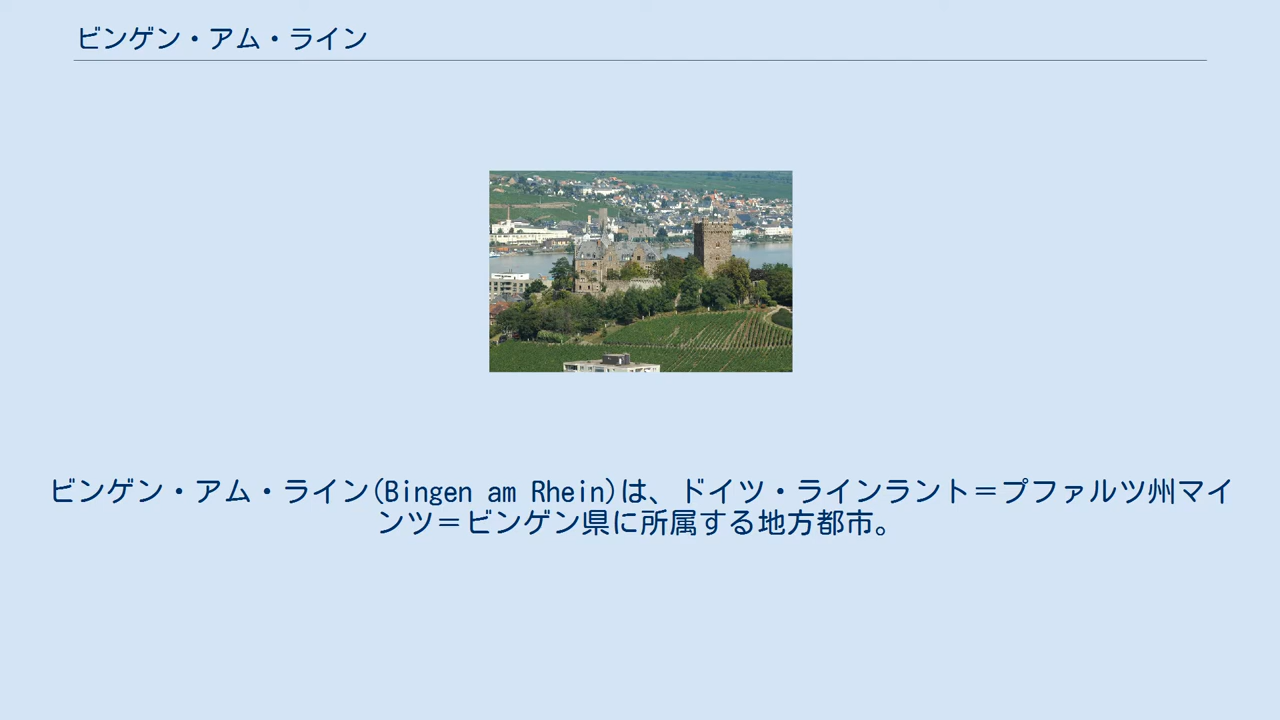 ビンゲン・アム・ライン
ビンゲン・アム・ライン(Bingen am Rhein)は、ドイツ・ラインラント＝プファルツ州マイ
ンツ＝ビンゲン県に所属する地方都市。